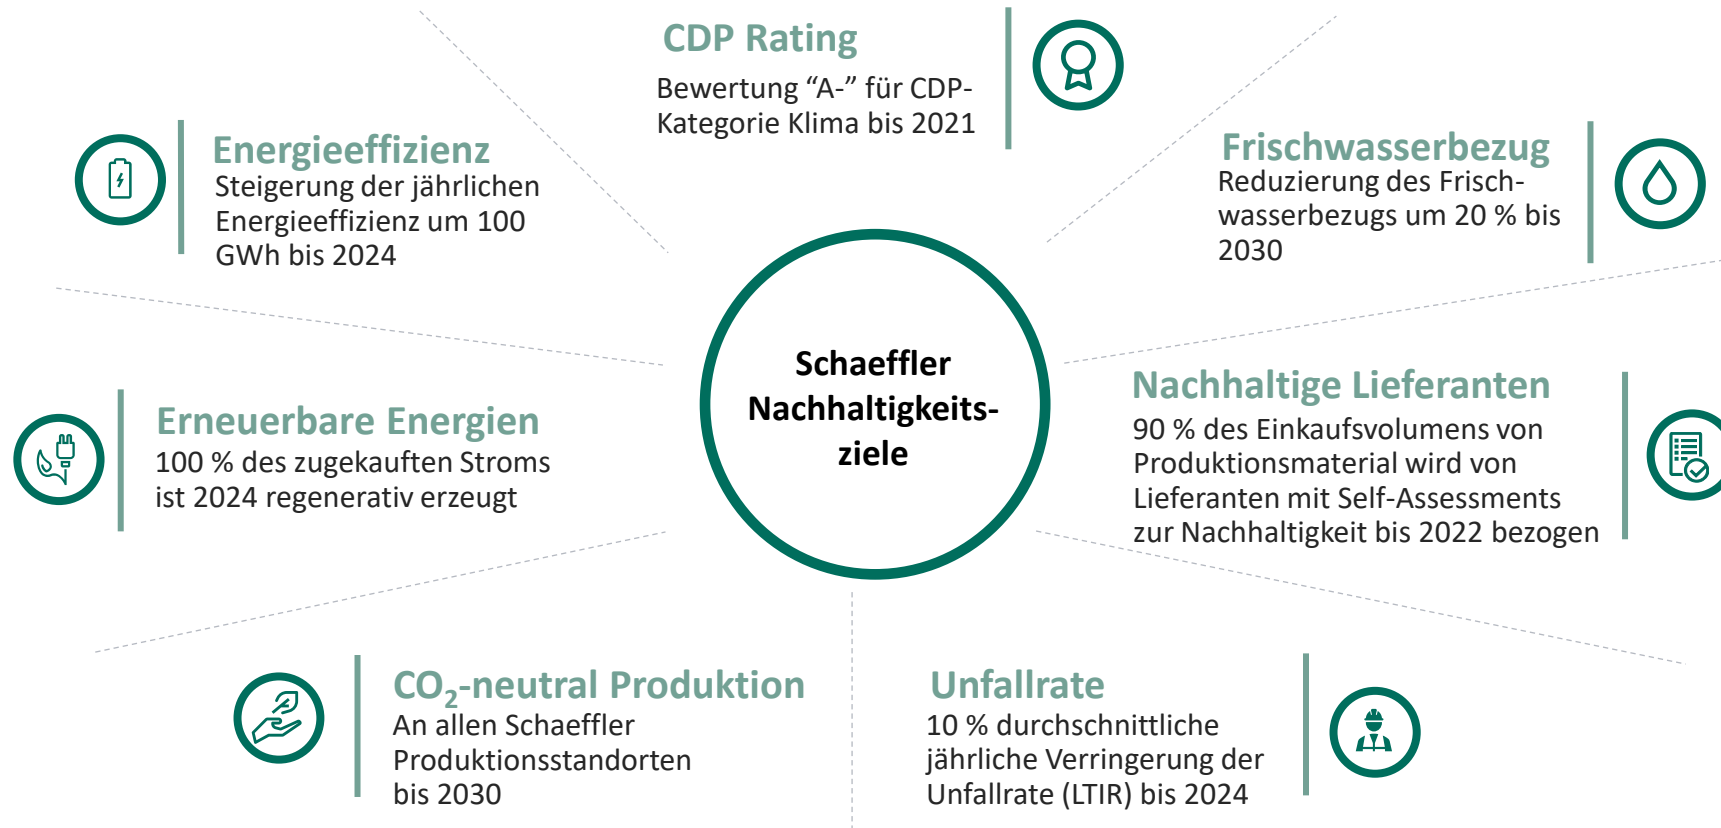 CDP Rating
Bewertung “A-” für CDP-
Kategorie Klima bis 2021
Energieeffizienz
Steigerung der jährlichen
Energieeffizienz um 100
GWh bis 2024
Frischwasserbezug
Reduzierung des Frisch-
wasserbezugs um 20 % bis
2030
Schaeffler
Nachhaltigkeits-
ziele
Erneuerbare Energien
100 % des zugekauften Stroms
ist 2024 regenerativ erzeugt
Nachhaltige Lieferanten
90 % des Einkaufsvolumens von
Produktionsmaterial wird von
Lieferanten mit Self-Assessments
zur Nachhaltigkeit bis 2022 bezogen
CO₂-neutral Produktion
An allen Schaeffler
Produktionsstandorten
bis 2030
Unfallrate
10 % durchschnittliche
jährliche Verringerung der
Unfallrate (LTIR) bis 2024